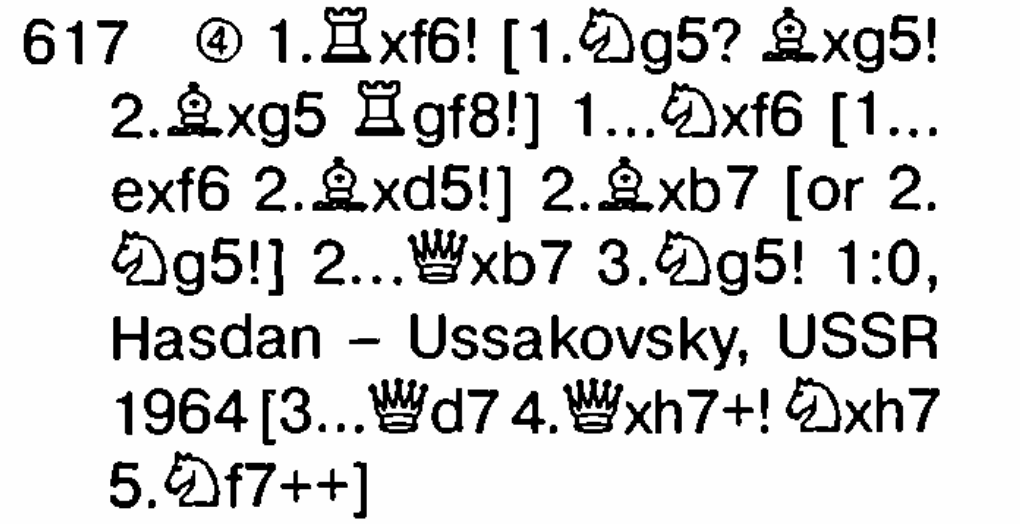 617 ④ 1.♖xf6! [1.♘g5? ♗xg5!
2.♗xg5 ♖gf8!] 1...♘xf6 [1...
exf6 2.♗xd5!] 2.♗xb7 [or 2.
♘g5!] 2...♕xb7 3.♘g5! 1:0,
Hasdan – Ussakovsky, USSR
1964 [3...♕d7 4.♕xh7+! ♘xh7
5.♘f7++]